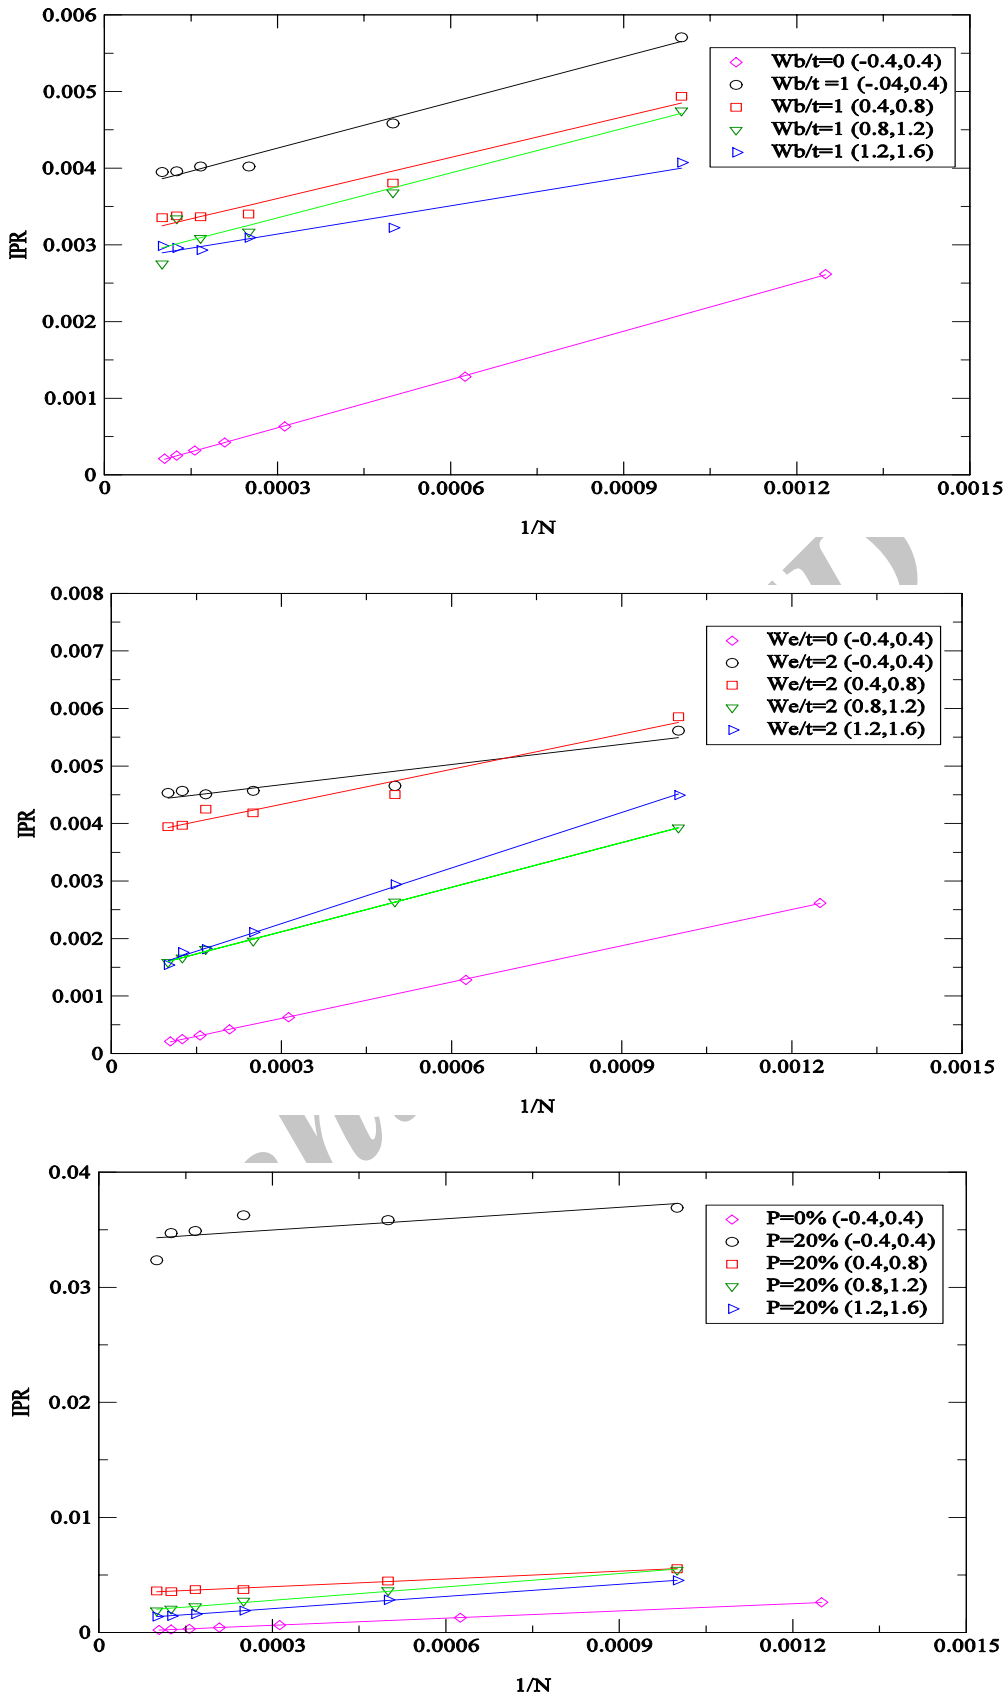 0.006
0.005
0.004
0.003
0.002
0.001
0
IPR
Wb/t=0 (-0.4,0.4)
Wb/t =1 (-.04,0.4)
Wb/t=1 (0.4,0.8)
Wb/t=1 (0.8,1.2)
Wb/t=1 (1.2,1.6)
0 0.0003 0.0006 0.0009 0.0012 0.0015
1/N
0.008
0.007
0.006
0.005
0.004
0.003
0.002
0.001
0
IPR
We/t=0 (-0.4,0.4)
We/t=2 (-0.4,0.4)
We/t=2 (0.4,0.8)
We/t=2 (0.8,1.2)
We/t=2 (1.2,1.6)
0 0.0003 0.0006 0.0009 0.0012 0.0015
1/N
0.04
0.03
0.02
0.01
0
IPR
P=0% (-0.4,0.4)
P=20% (-0.4,0.4)
P=20% (0.4,0.8)
P=20% (0.8,1.2)
P=20% (1.2,1.6)
0 0.0003 0.0006 0.0009 0.0012 0.0015
1/N